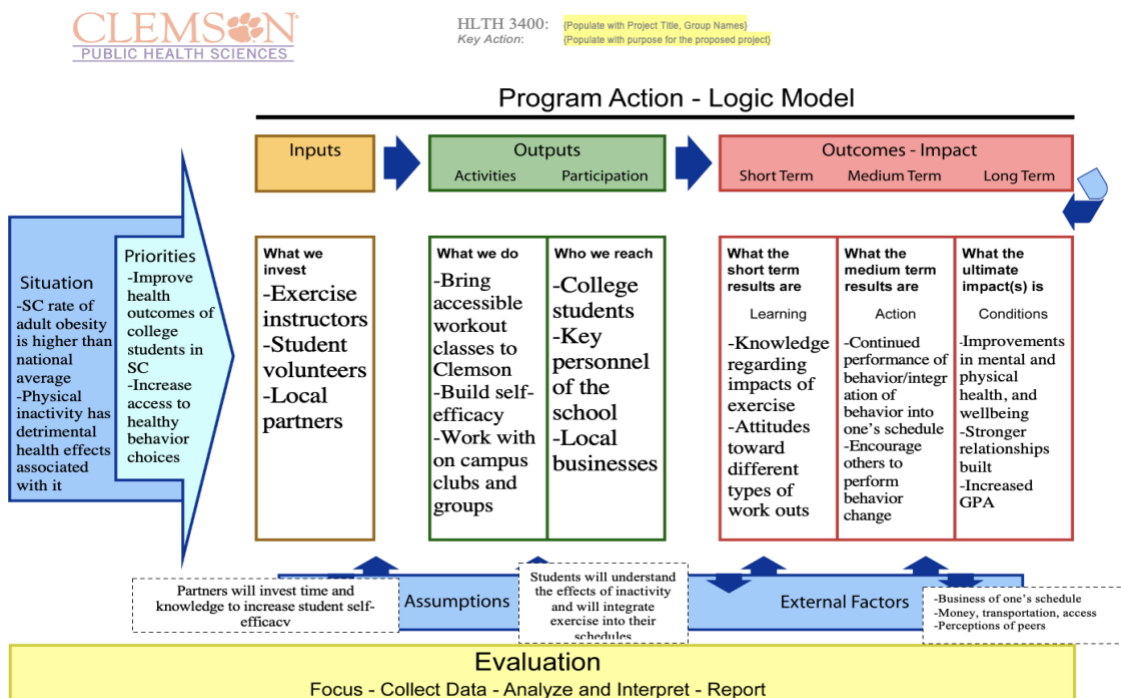 CLEMSON
PUBLIC HEALTH SCIENCES
HLTH 3400: {Populate with Project Title, Group Names}
Key Action: {Populate with purpose for the proposed project}
Program Action - Logic Model
Inputs
Outputs
Activities Participation
Outcomes - Impact
Short Term Medium Term Long Term
Situation
-SC rate of
adult obesity
is higher than
national
average
-Physical
inactivity has
detrimental
health effects
associated
with it
Priorities
-Improve
health
outcomes of
college
students in
SC
-Increase
access to
healthy
behavior
choices
What we
invest
-Exercise
instructors
-Student
volunteers
-Local
partners
What we do
-Bring
accessible
workout
classes to
Clemson
-Build self-
efficacy
-Work with
on campus
clubs and
groups
Who we reach
-College
students
-Key
personnel
of the
school
-Local
businesses
What the
short term
results are
Learning
-Knowledge
regarding
impacts of
exercise
-Attitudes
toward
different
types of
work outs
What the
medium term
results are
Action
-Continued
performance of
behavior/integr
ation of
behavior into
one's schedule
-Encourage
others to
perform
behavior
change
What the
ultimate
impact(s) is
Conditions
-Improvements
in mental and
physical
health, and
wellbeing
-Stronger
relationships
built
-Increased
GPA
Partners will invest time and
knowledge to increase student self-
efficacy
Assumptions
Students will understand
the effects of inactivity
and will integrate
exercise into their
schedules
External Factors
-Business of one's schedule
-Money, transportation, access
-Perceptions of peers
Evaluation
Focus - Collect Data - Analyze and Interpret - Report